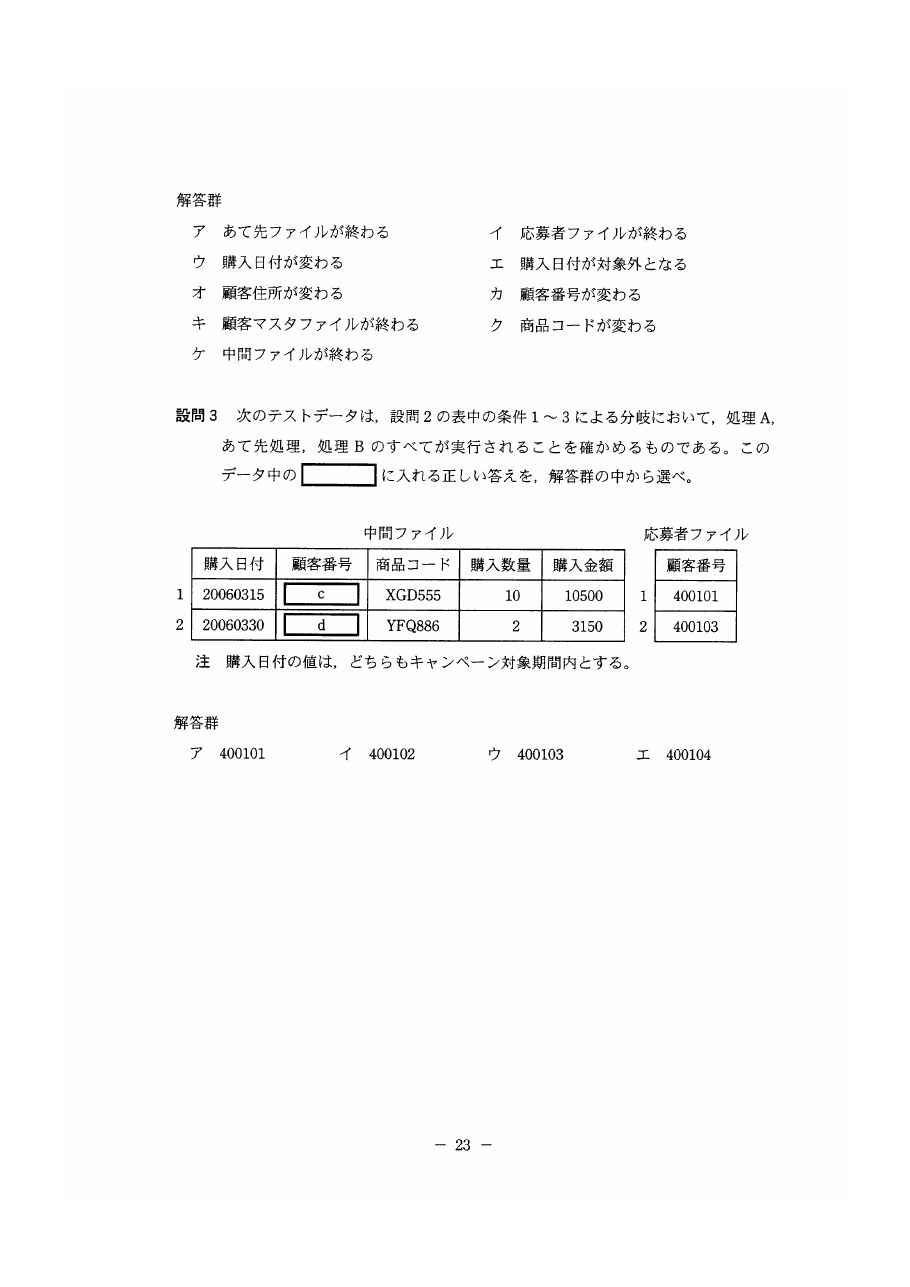 解答群
ア　あて先ファイルが終わる　イ　応募者ファイルが終わる
ウ　購入日付が変わる　エ　購入日付が対象外となる
オ　顧客住所が変わる　カ　顧客番号が変わる
キ　顧客マスタファイルが終わる　ク　商品コードが変わる
ケ　中間ファイルが終わる
設問3　次のテストデータは，設問2の表中の条件1～3による分岐において，処理A，
あて先処理，処理Bのすべてが実行されることを確かめるものである。この
データ中の　　　　に入れる正しい答えを，解答群の中から選べ。
中間ファイル　応募者ファイル
購入日付　顧客番号　商品コード　購入数量　購入金額　顧客番号
1　20060315　c　XGD555　10　10500　1　400101
2　20060330　d　YFQ886　2　3150　2　400103
注　購入日付の値は，どちらもキャンペーン対象期間内とする。
解答群
ア　400101　イ　400102　ウ　400103　エ　400104
－ 23 －